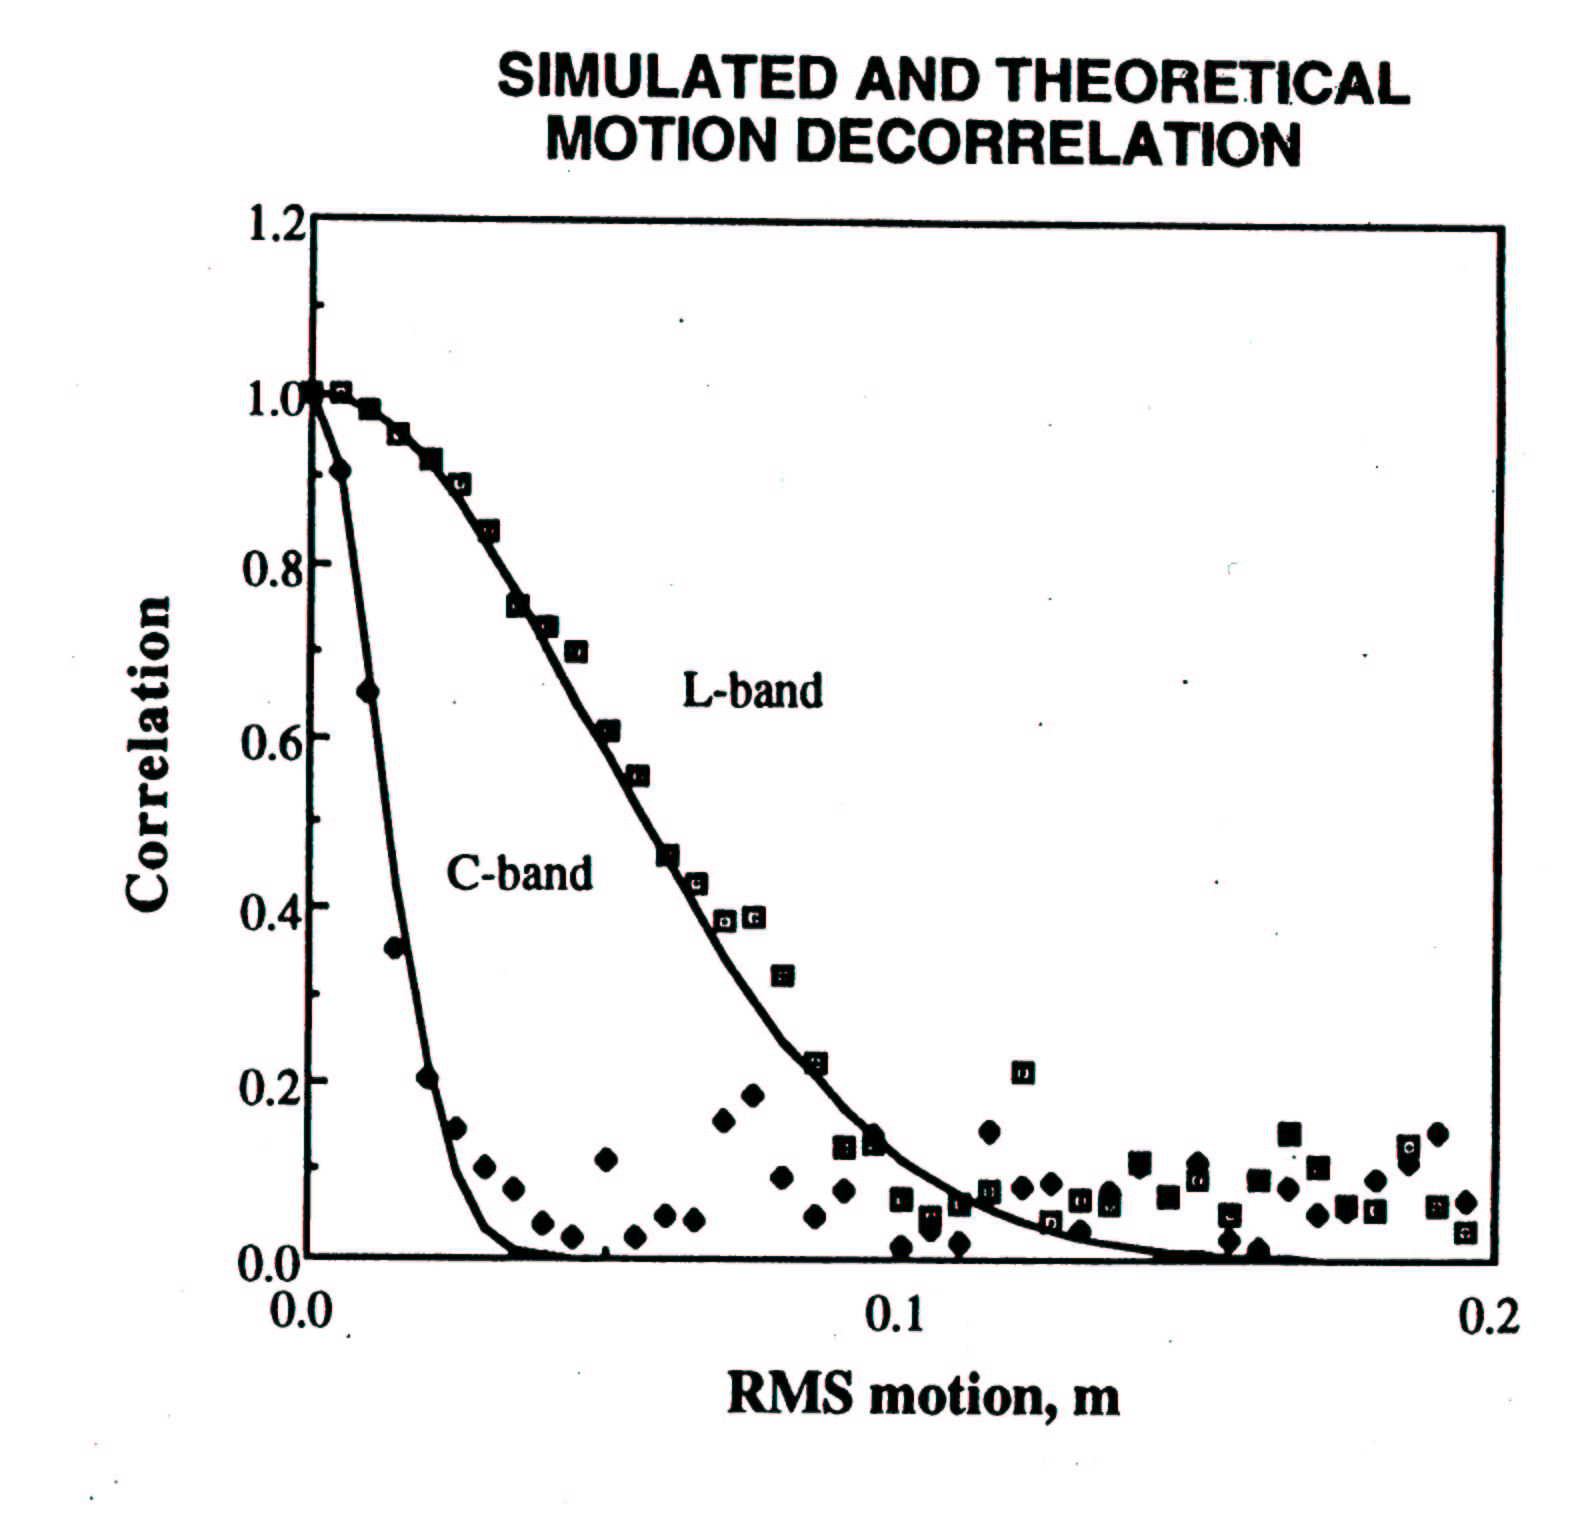 SIMULATED AND THEORETICAL
MOTION DECORRELATION
1.2
1.0
0.8
0.6
0.4
0.2
0.0
Correlation
L-band
C-band
0.0
0.1
0.2
RMS motion, m